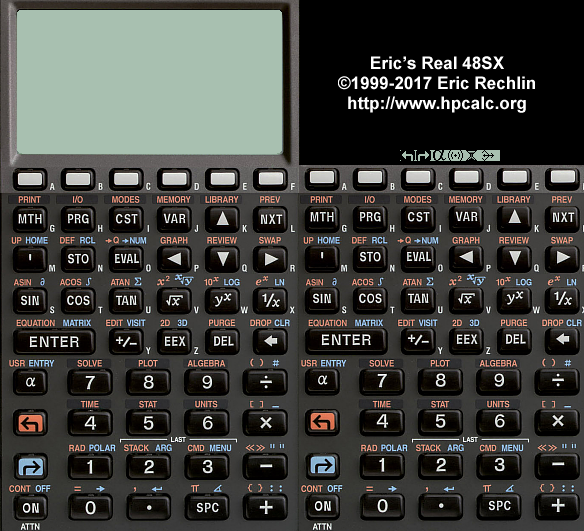 Eric's Real 48SX
©1999-2017 Eric Rechlin
http://www.hpcalc.org
A B C D E F A B C D E F
PRINT I/O MODES MEMORY LIBRARY PREV PRINT I/O MODES MEMORY LIBRARY PREV
MTH G PRG H CST I VAR J ▲ K NXT L MTH G PRG H CST I VAR J ▲ K NXT L
UP HOME DEF RCL →Q →NUM GRAPH REVIEW SWAP UP HOME DEF RCL →Q →NUM GRAPH REVIEW SWAP
' M STO N EVAL O ◀ P ▼ Q ▶ R ' M STO N EVAL O ◀ P ▼ Q ▶ R
ASIN ∂ ACOS ∫ ATAN Σ x² ˣ√y 10ˣ LOG eˣ LN ASIN ∂ ACOS ∫ ATAN Σ x² ˣ√y 10ˣ LOG eˣ LN
SIN S COS T TAN U √x V yˣ W 1/x X SIN S COS T TAN U √x V yˣ W 1/x X
EQUATION MATRIX EDIT VISIT 2D 3D PURGE DROP CLR EQUATION MATRIX EDIT VISIT 2D 3D PURGE DROP CLR
ENTER +/− Y EEX Z DEL ← ENTER +/− Y EEX Z DEL ←
USR ENTRY SOLVE PLOT ALGEBRA ( ) # USR ENTRY SOLVE PLOT ALGEBRA ( ) #
α 7 8 9 ÷ α 7 8 9 ÷
TIME STAT UNITS [ ] _ TIME STAT UNITS [ ] _
↰ 4 5 6 × ↰ 4 5 6 ×
LAST LAST
RAD POLAR STACK ARG CMD MENU «» " " RAD POLAR STACK ARG CMD MENU «» " "
↱ 1 2 3 − ↱ 1 2 3 −
CONT OFF = → , ↵ π ∡ { } : : CONT OFF = → , ↵ π ∡ { } : :
ON 0 . SPC + ON 0 . SPC +
ATTN ATTN